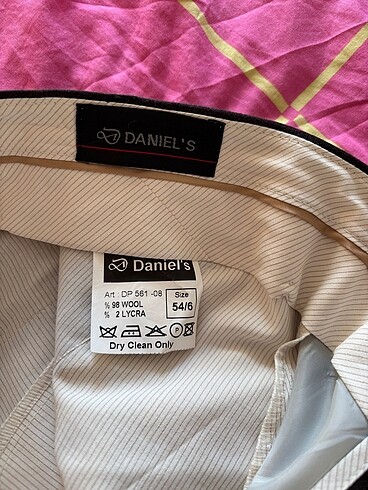 DANIEL'S
Daniel's
Art : DP 561 -08
% 98 WOOL
% 2 LYCRA
Size
54/6
P
Dry Clean Only